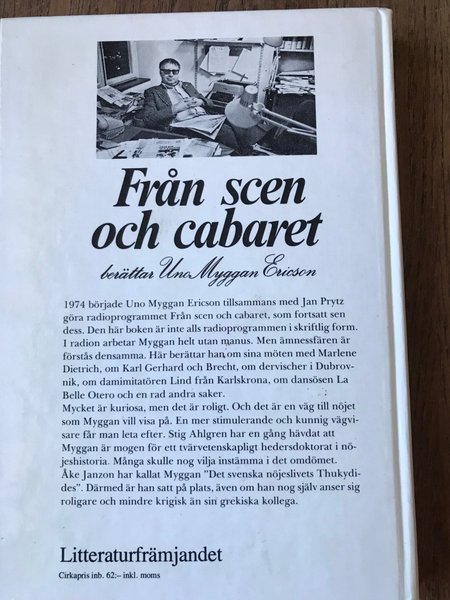 Från scen
och cabaret
berättar Uno Myggan Ericson
1974 började Uno Myggan Ericson tillsammans med Jan Prytz
göra radioprogrammet Från scen och cabaret, som fortsatt sen
dess. Den här boken är inte alls radioprogrammen i skriftlig form.
I radion arbetar Myggan helt utan manus. Men ämnessfären är
förstås densamma. Här berättar han om sina möten med Marlene
Dietrich, om Karl Gerhard och Brecht, om dervischer i Dubrov-
nik, om damimitatören Lind från Karlskrona, om dansösen La
Belle Otero och en rad andra saker.
Mycket är kuriosa, men det är roligt. Och det är en väg till nöjet
som Myggan vill visa på. En mer stimulerande och kunnig vägvi-
sare får man leta efter. Stig Ahlgren har en gång hävdat att
Myggan är mogen för ett tvärvetenskapligt hedersdoktorat i nö-
jeshistoria. Många skulle nog vilja instämma i det omdömet.
Åke Janzon har kallat Myggan "Det svenska nöjeslivets Thukydi-
des". Därmed är han satt på plats, även om han nog själv anser sig
roligare och mindre krigisk än sin grekiska kollega.
Litteraturfrämjandet
Cirkapris inb. 62:– inkl. moms